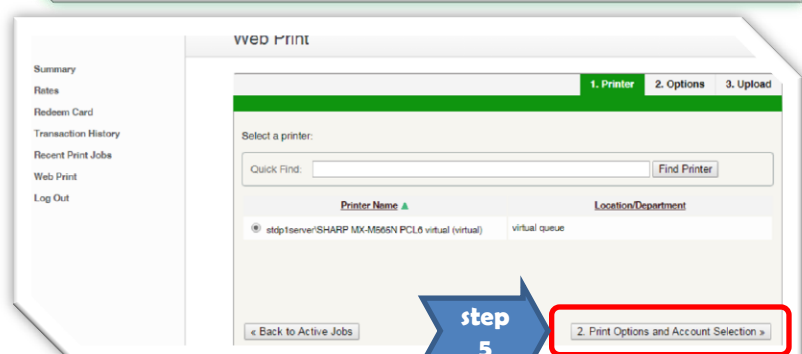 Web Print
Summary
Rates
Redeem Card
Transaction History
Recent Print Jobs
Web Print
Log Out
1. Printer 2. Options 3. Upload
Select a printer:
Quick Find: Find Printer
Printer Name ▲ Location/Department
stdp1server\SHARP MX-M565N PCL6 virtual (virtual) virtual queue
« Back to Active Jobs
step
5
2. Print Options and Account Selection »